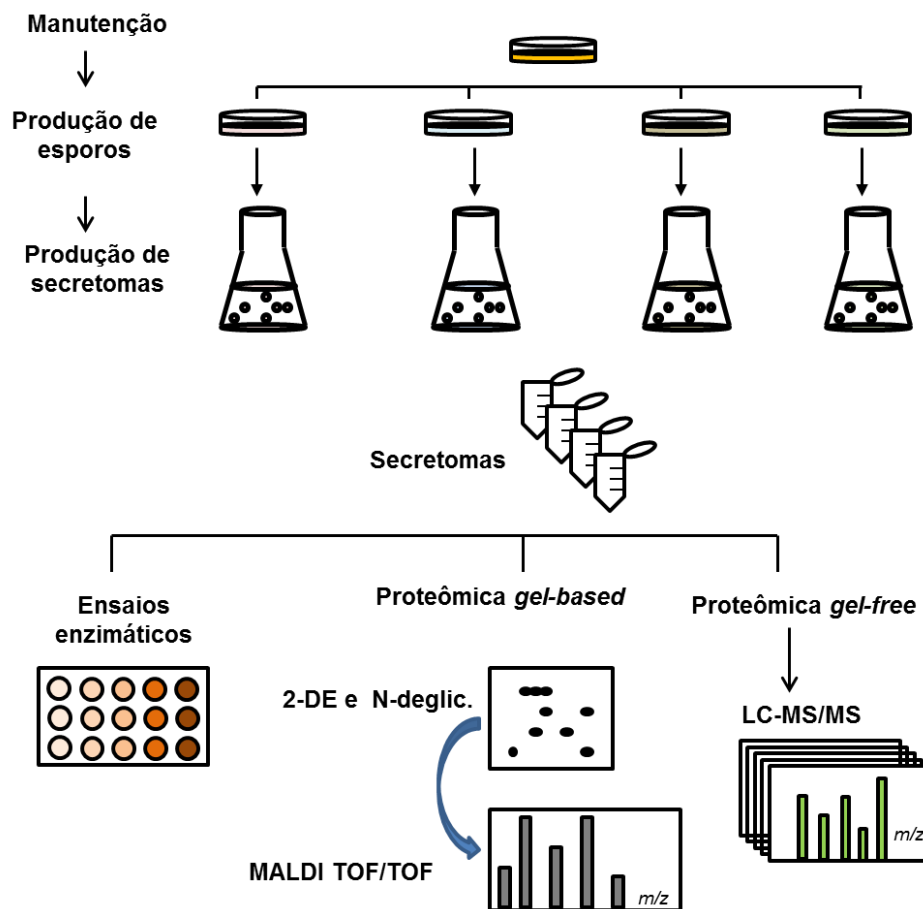 Manutenção
Produção de
esporos
Produção de
secretomas
Secretomas
Ensaios
enzimáticos
Proteômica gel-based
Proteômica gel-free
2-DE e N-deglic.
LC-MS/MS
m/z
MALDI TOF/TOF
m/z